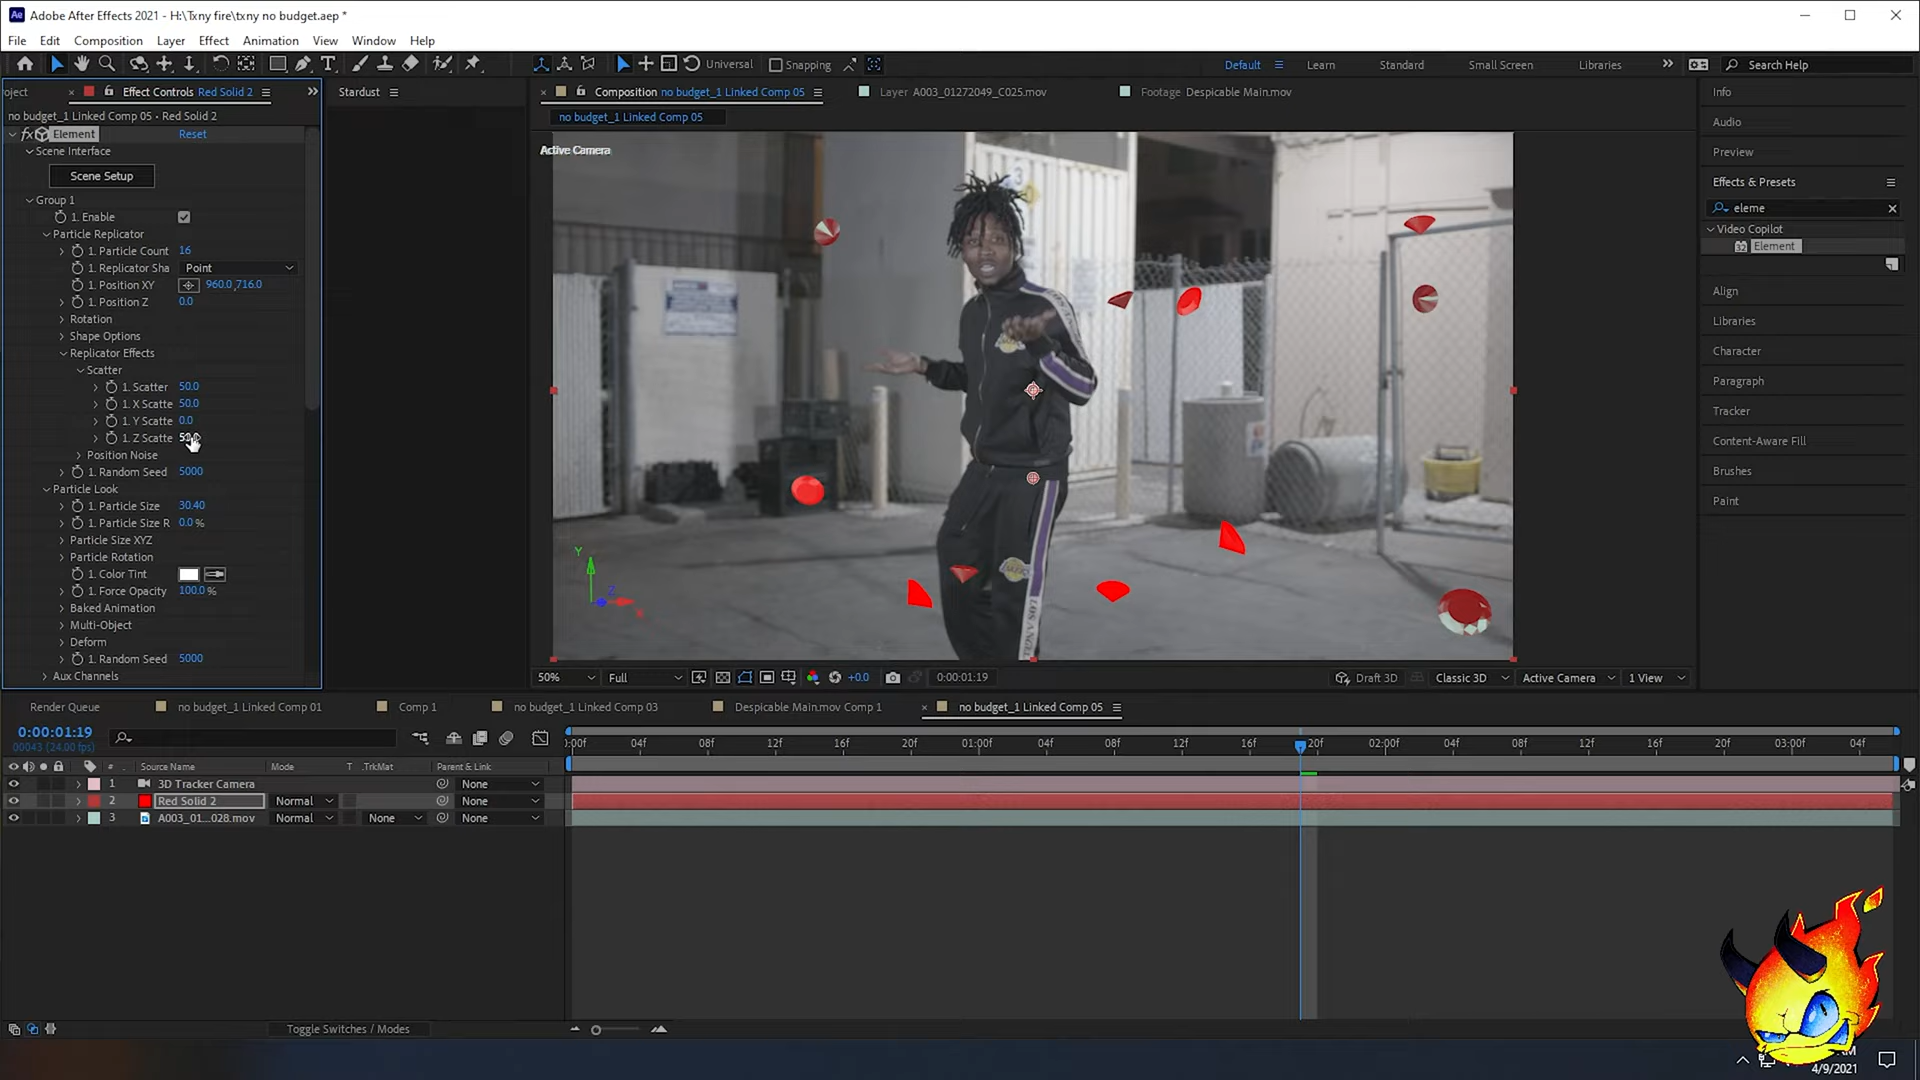 Ae Adobe After Effects 2021 - H:\Txny fire\txny no budget.aep *
File Edit Composition Layer Effect Animation View Window Help
Universal Snapping Default Learn Standard Small Screen Libraries Search Help
oject Effect Controls Red Solid 2 Stardust Composition no budget_1 Linked Comp 05 Layer A003_01272049_C025.mov Footage Despicable Main.mov
no budget_1 Linked Comp 05 • Red Solid 2
no budget_1 Linked Comp 05
fx Element Reset
Scene Interface
Scene Setup
Group 1
1. Enable
Particle Replicator
1. Particle Count 16
1. Replicator Sha Point
1. Position XY 960.0,716.0
1. Position Z 0.0
Rotation
Shape Options
Replicator Effects
Scatter
1. Scatter 50.0
1. X Scatte 50.0
1. Y Scatte 0.0
1. Z Scatte
Position Noise
1. Random Seed 5000
Particle Look
1. Particle Size 30.40
1. Particle Size R 0.0 %
Particle Size XYZ
Particle Rotation
1. Color Tint
1. Force Opacity 100.0 %
Baked Animation
Multi-Object
Deform
1. Random Seed 5000
Aux Channels
Active Camera
3
LOS ANGEL
Y
Z
X
50% Full +0.0 0:00:01:19 Draft 3D Classic 3D Active Camera 1 View
Info
Audio
Preview
Effects & Presets
eleme
Video Copilot
32 Element
Align
Libraries
Character
Paragraph
Tracker
Content-Aware Fill
Brushes
Paint
Render Queue no budget_1 Linked Comp 01 Comp 1 no budget_1 Linked Comp 03 Despicable Main.mov Comp 1 no budget_1 Linked Comp 05
0:00:01:19
00043 (24.00 fps)
:00f 04f 08f 12f 16f 20f 01:00f 04f 08f 12f 16f 20f 02:00f 04f 08f 12f 16f 20f 03:00f 04f
# Source Name Mode T .TrkMat Parent & Link
1 3D Tracker Camera None
2 Red Solid 2 Normal None
3 A003_01...028.mov Normal None None
Toggle Switches / Modes
4/9/2021